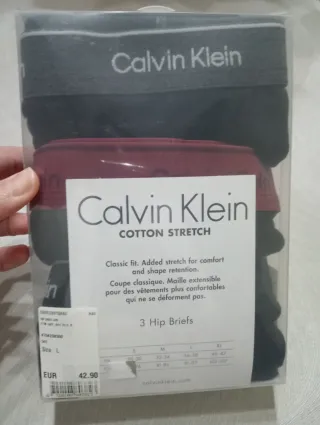 Calvin Klein
Calvin Klein
COTTON STRETCH
Classic fit. Added stretch for comfort
and shape retention.
Coupe classique. Maille extensible
pour des vêtements plus confortables
qui ne se déforment pas.
3 Hip Briefs
S M L XL
Size L
EUR 42.90